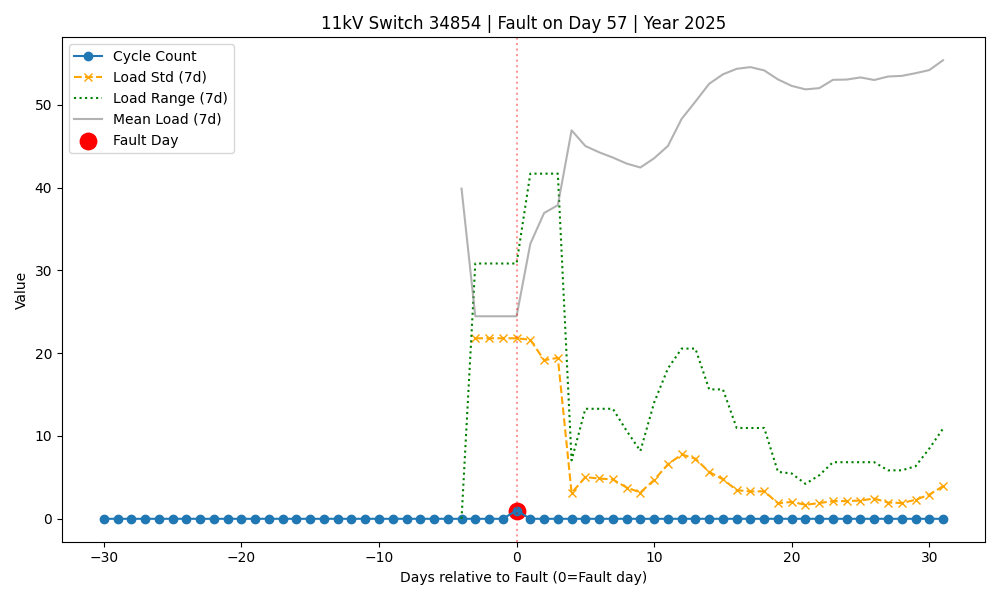 11kV Switch 34854 | Fault on Day 57 | Year 2025
Cycle Count
Load Std (7d)
Load Range (7d)
Mean Load (7d)
Fault Day
Value
50
40
30
20
10
0
−30
−20
−10
0
10
20
30
Days relative to Fault (0=Fault day)